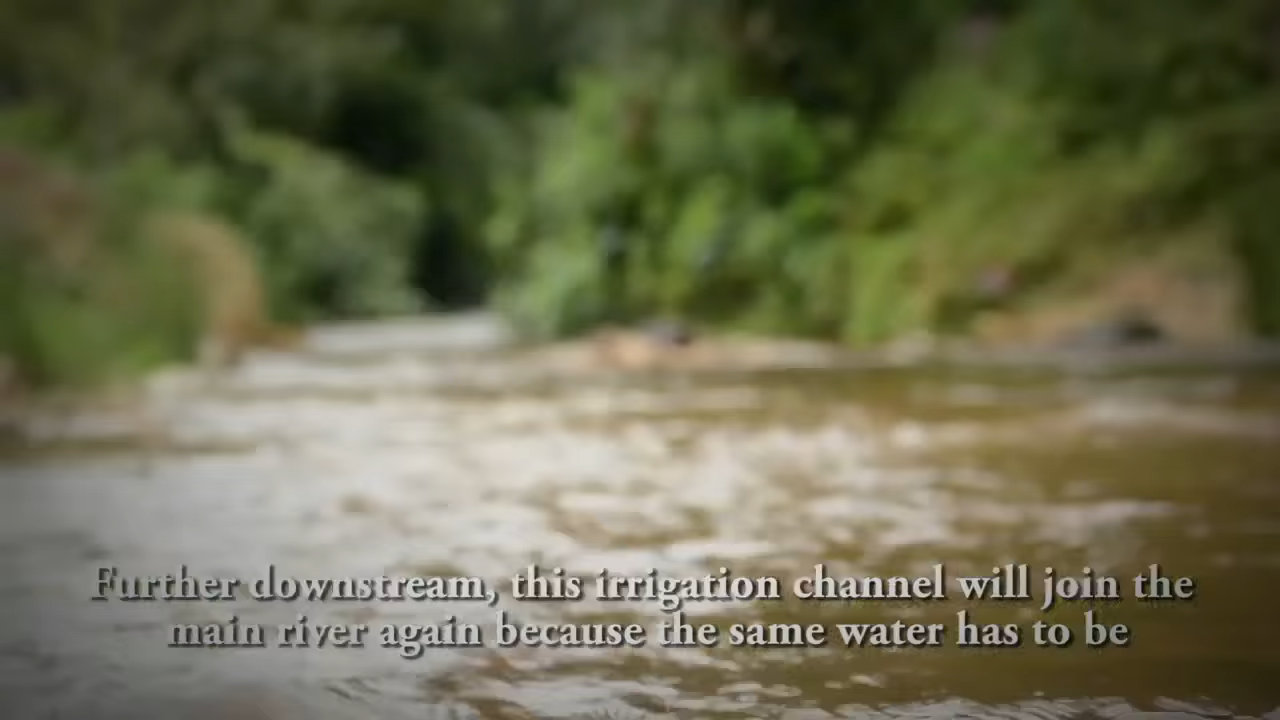 Further downstream, this irrigation channel will join the
main river again because the same water has to be